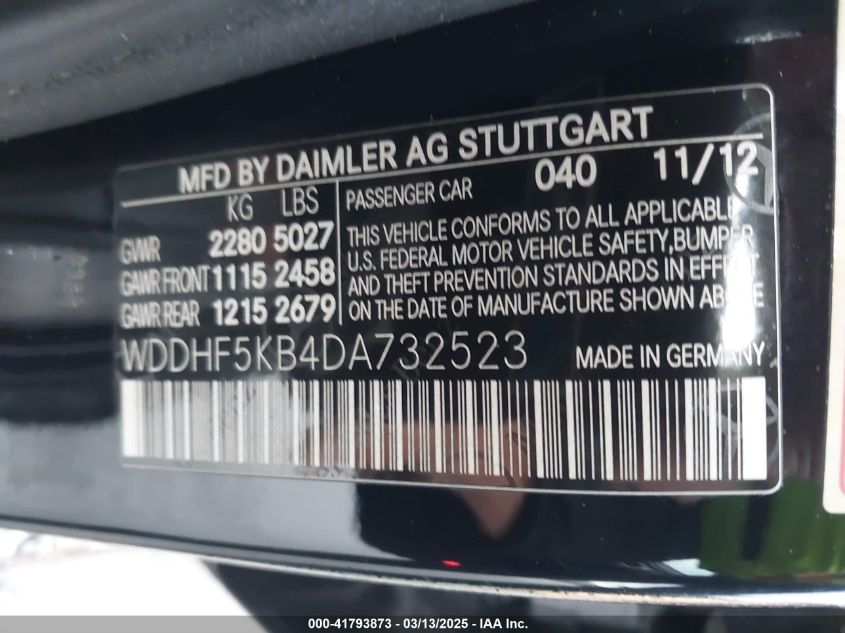 MFD BY DAIMLER AG STUTTGART
KG LBS
GVWR 2280 5027
GAWR FRONT 1115 2458
GAWR REAR 1215 2679
PASSENGER CAR 040 11/12
THIS VEHICLE CONFORMS TO ALL APPLICABLE
U.S. FEDERAL MOTOR VEHICLE SAFETY,BUMPER
AND THEFT PREVENTION STANDARDS IN EFFECT
ON THE DATE OF MANUFACTURE SHOWN ABOVE
WDDHF5KB4DA732523 MADE IN GERMANY
000-41793873 / 03/13/2025 - © IAA Inc.